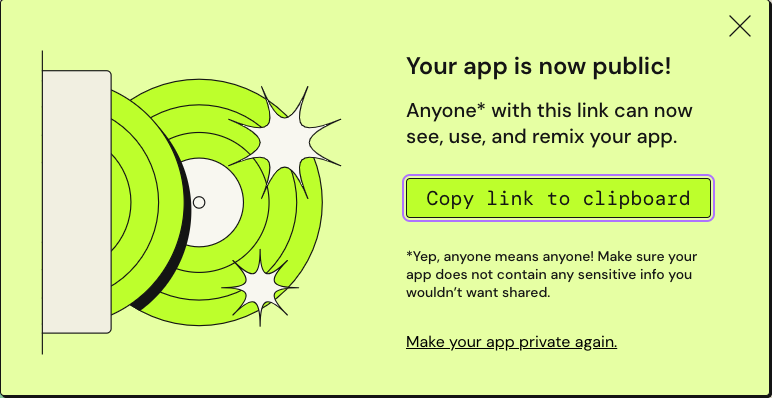 Your app is now public!
Anyone* with this link can now
see, use, and remix your app.
Copy link to clipboard
*Yep, anyone means anyone! Make sure your
app does not contain any sensitive info you
wouldn’t want shared.
Make your app private again.